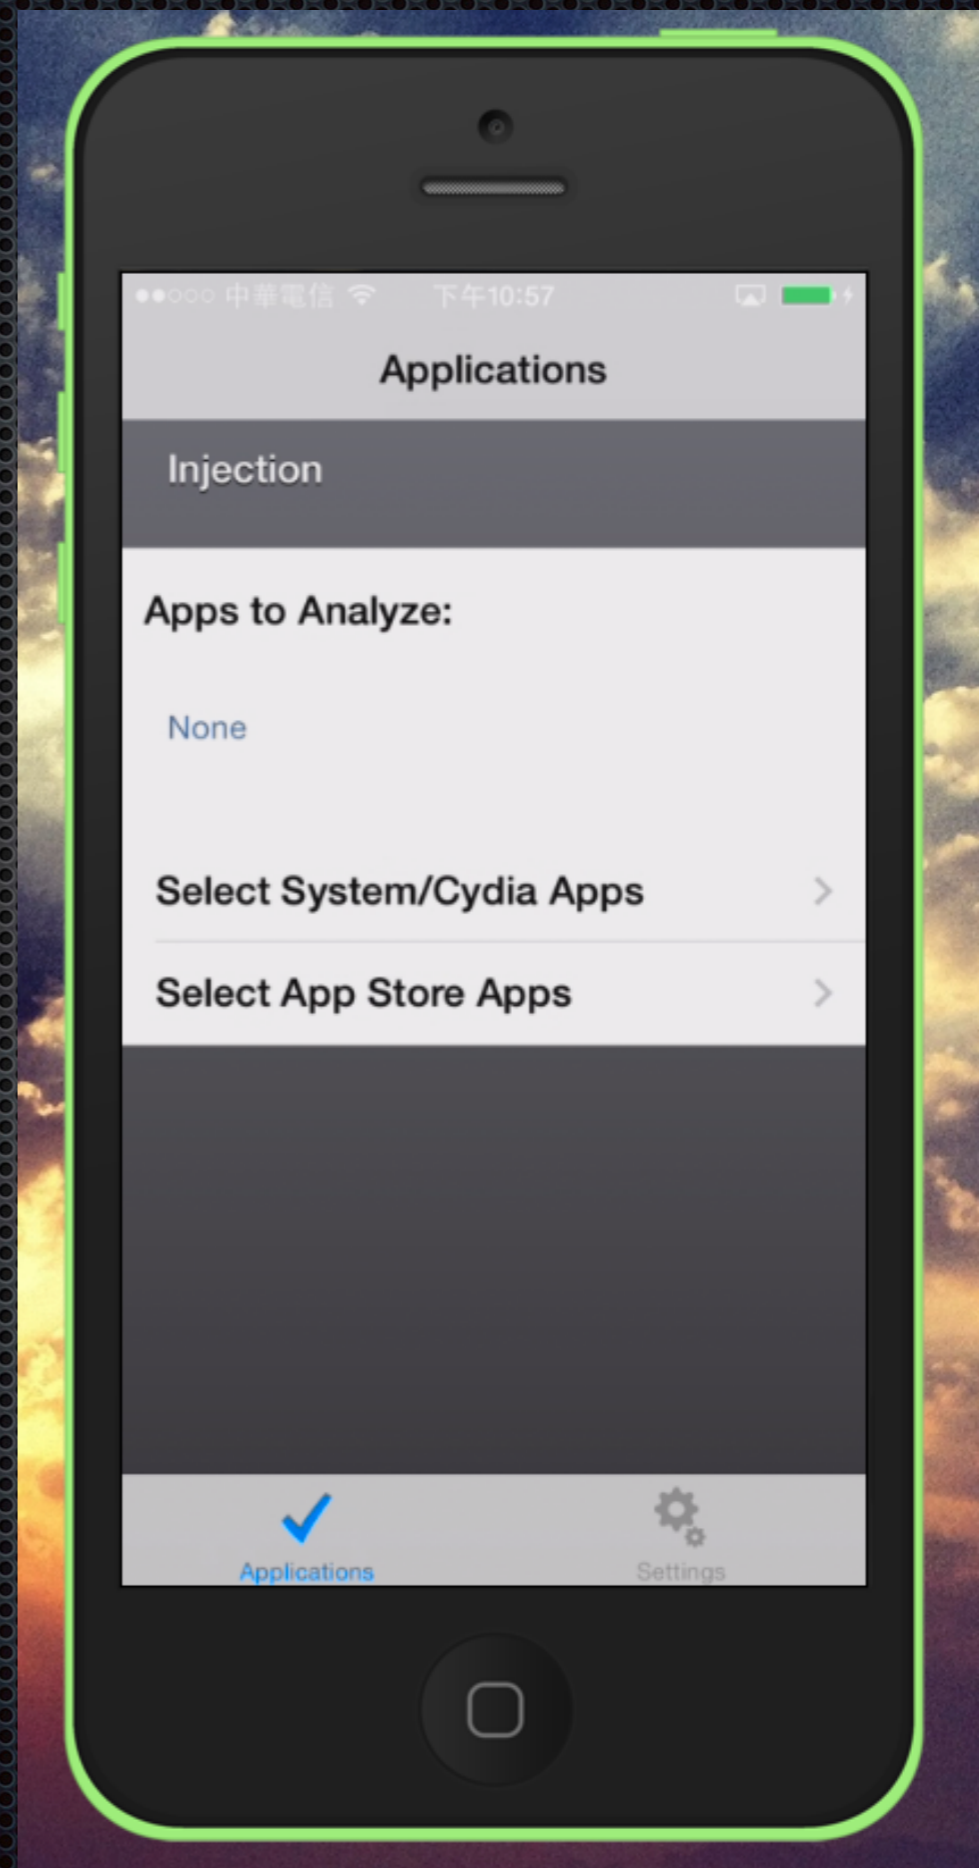 中華電信 下午10:57
Applications
Injection
Apps to Analyze:
None
Select System/Cydia Apps
Select App Store Apps
Applications Settings